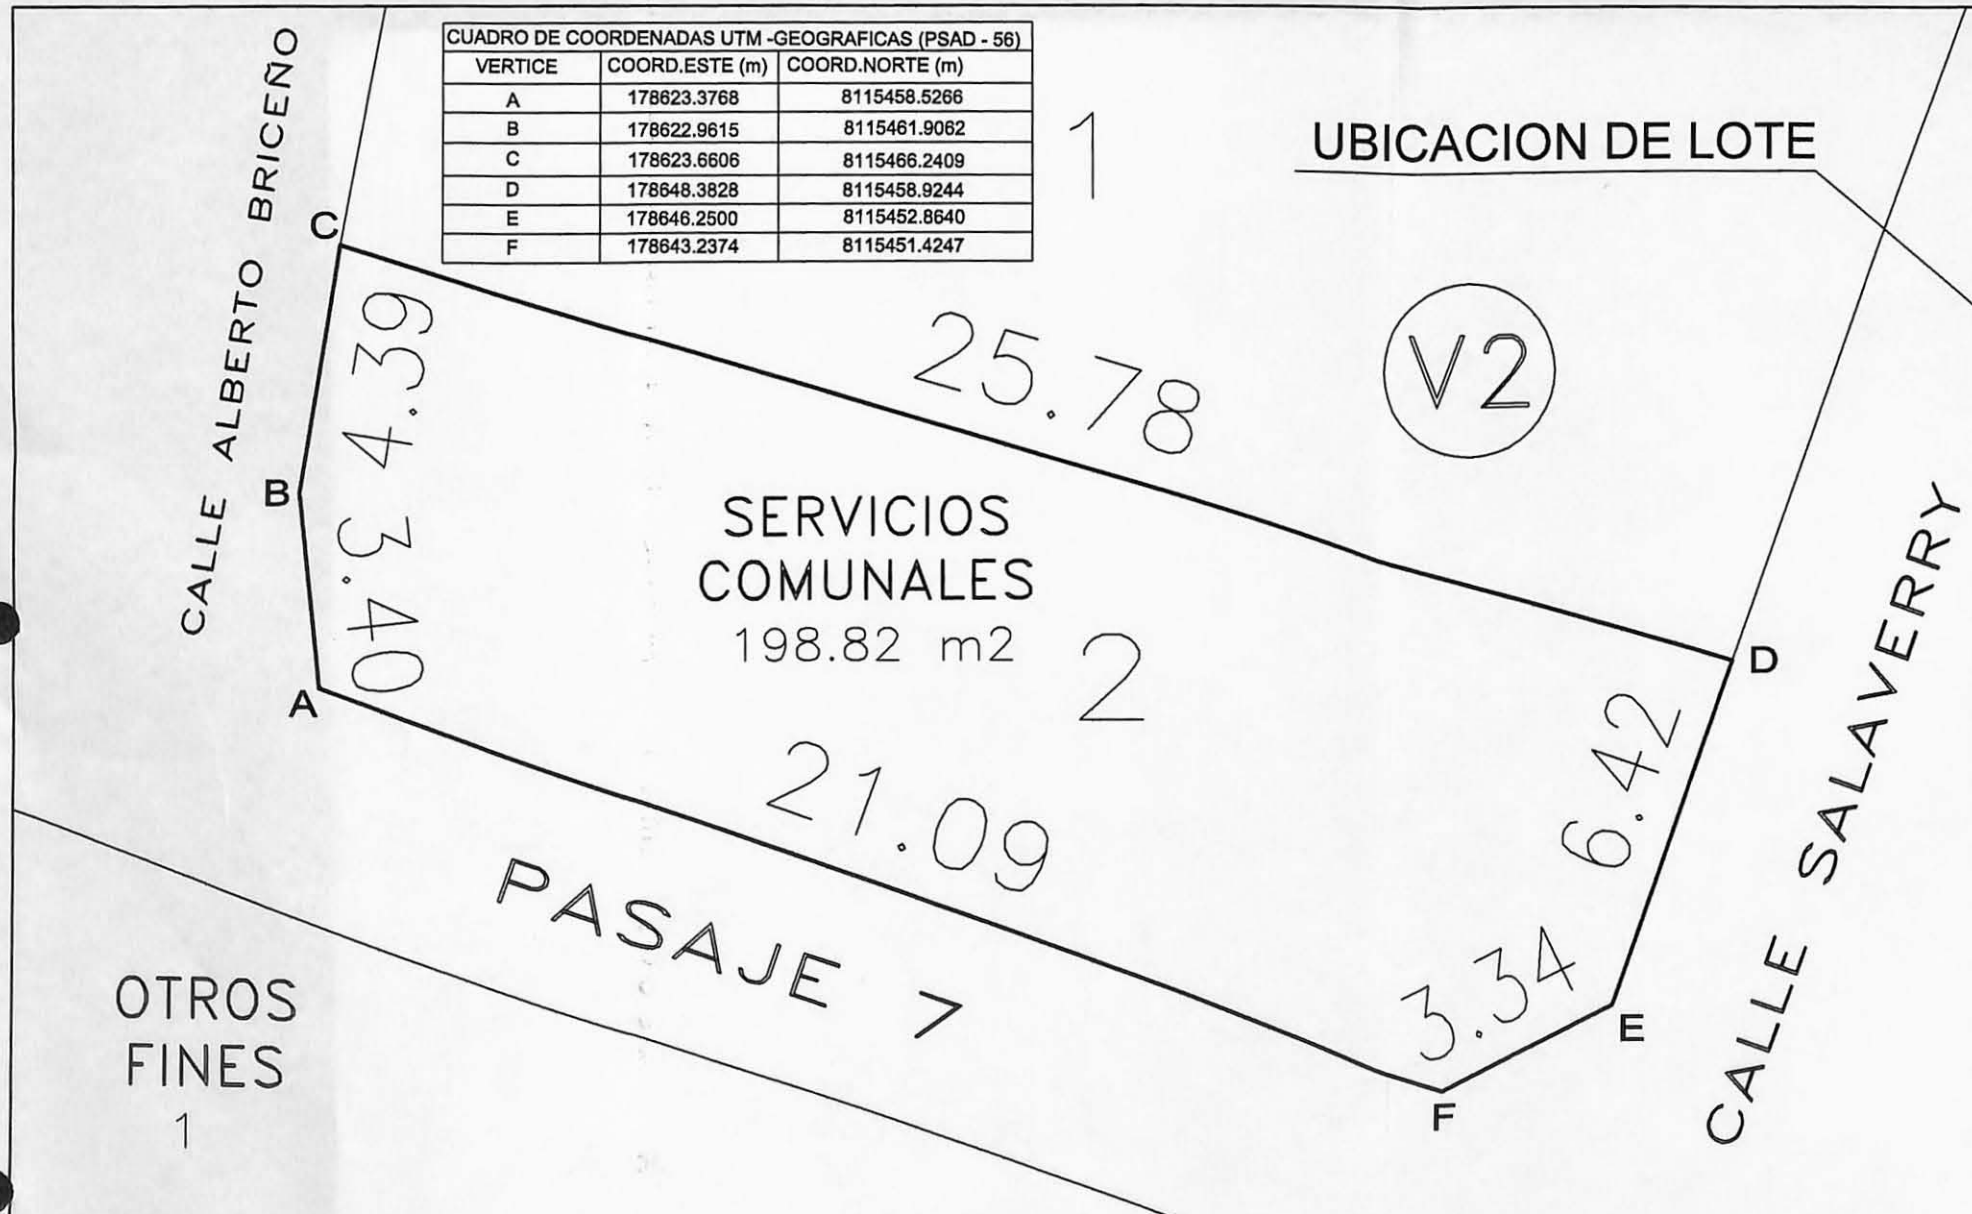 CUADRO DE COORDENADAS UTM -GEOGRAFICAS (PSAD - 56)
VERTICE COORD.ESTE (m) COORD.NORTE (m)
A 178623.3768 8115458.5266
B 178622.9615 8115461.9062
C 178623.6606 8115466.2409
D 178648.3828 8115458.9244
E 178646.2500 8115452.8640
F 178643.2374 8115451.4247
1
UBICACION DE LOTE
CALLE ALBERTO BRICEÑO
C
4.39
25.78
V2
B
3.40
SERVICIOS
COMUNALES
198.82 m2
2
D
A
6.42
21.09
CALLE SALAVERRY
PASAJE 7
3.34
E
F
OTROS
FINES
1